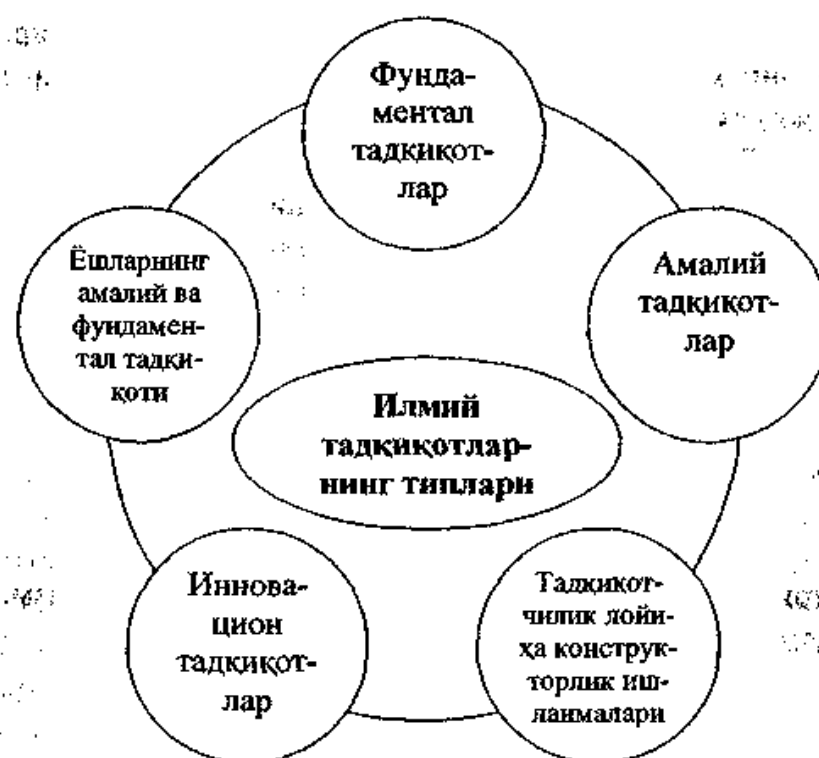 Фунда-
ментал
тадқиқот-
лар
Амалий
тадқиқот-
лар
Тадқиқот-
чилик лойи-
ҳа конструк-
торлик иш-
ланмалари
Иннова-
цион
тадқиқот-
лар
Ёшларнинг
амалий ва
фундамен-
тал тадқи-
қоти
Илмий
тадқиқотлар-
нинг типлари